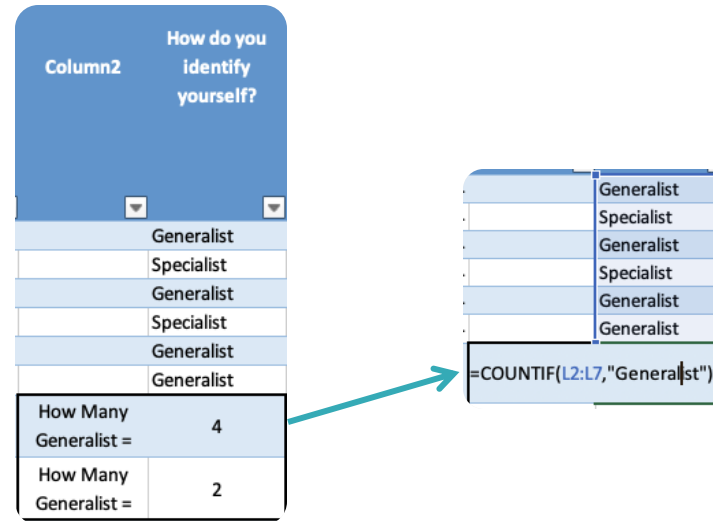 Column2
How do you
identify
yourself?
Generalist
Specialist
Generalist
Specialist
Generalist
Generalist
How Many
Generalist =
4
How Many
Generalist =
2
Generalist
Specialist
Generalist
Specialist
Generalist
Generalist
=COUNTIF(L2:L7,"Generalist")